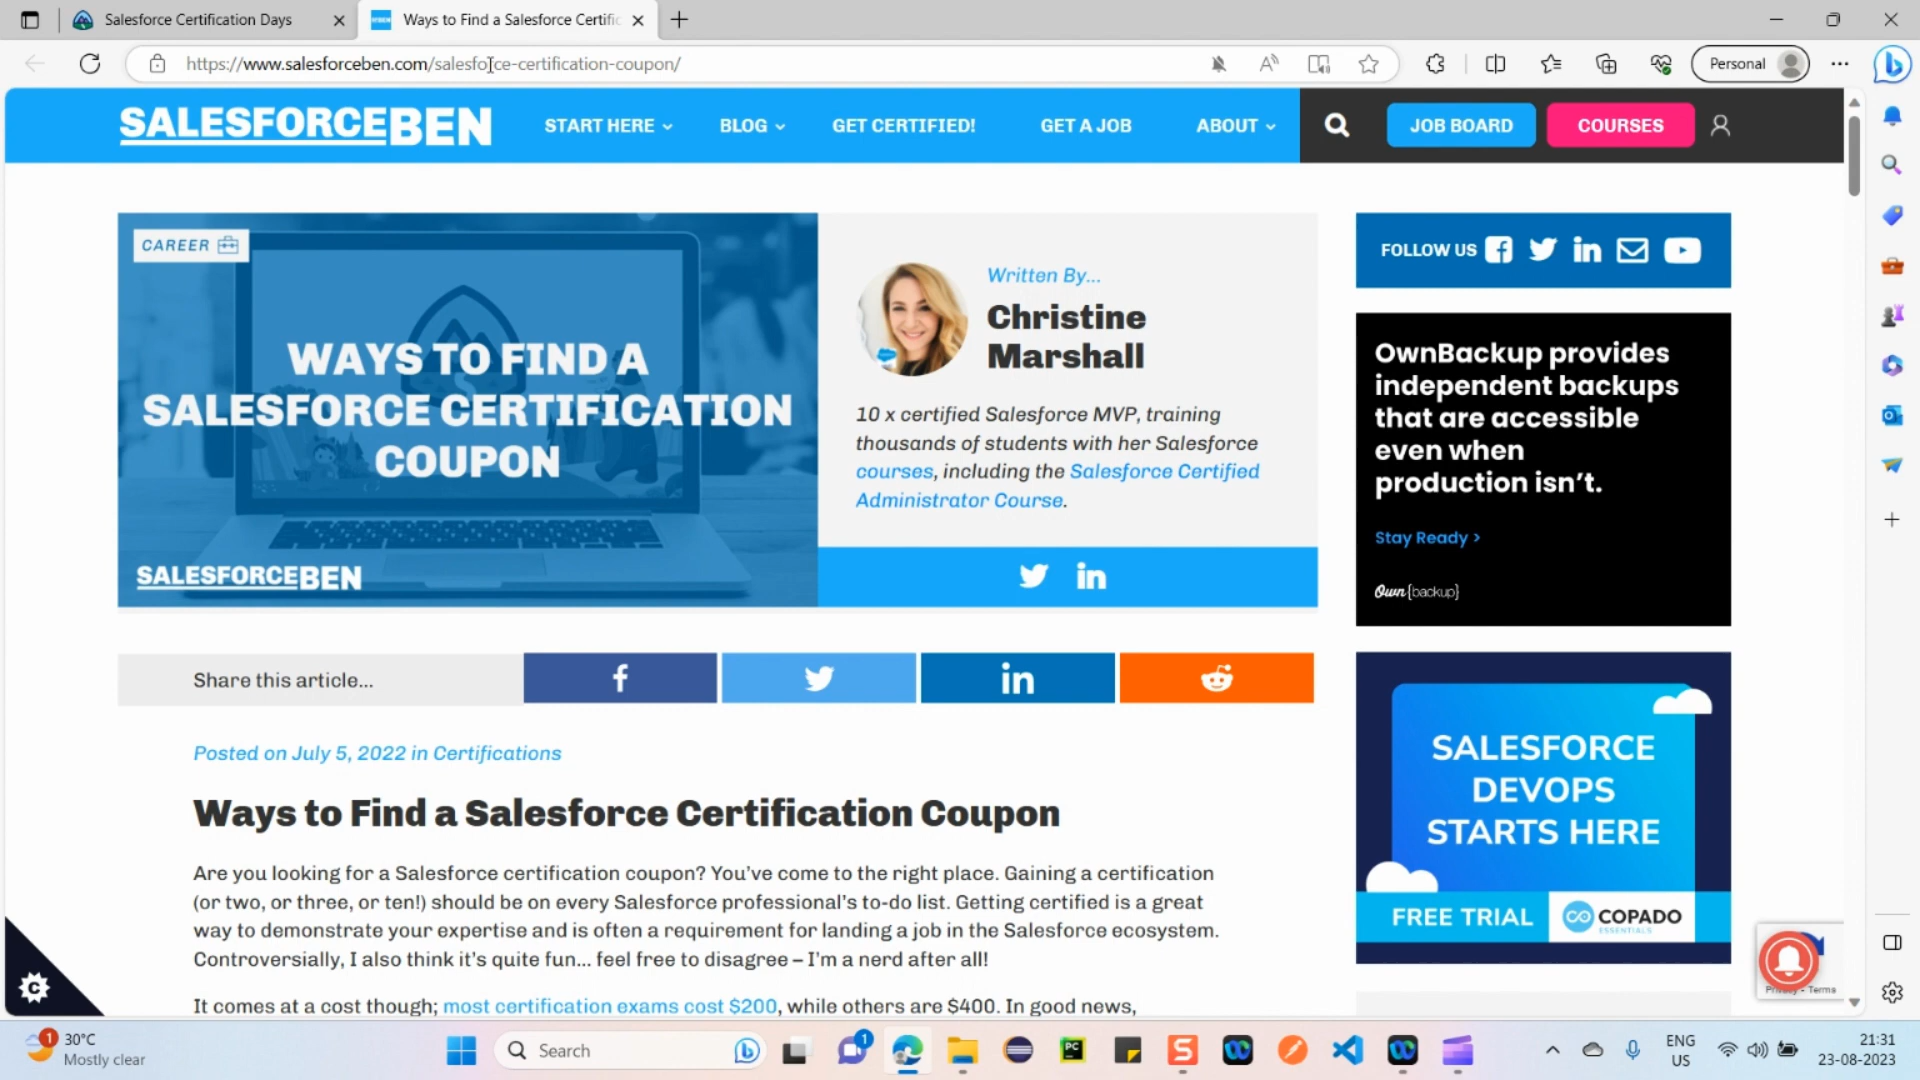 Salesforce Certification Days
Ways to Find a Salesforce Certific
https://www.salesforceben.com/salesforce-certification-coupon/
Personal
SALESFORCEBEN
START HERE
BLOG
GET CERTIFIED!
GET A JOB
ABOUT
JOB BOARD
COURSES
CAREER
WAYS TO FIND A
SALESFORCE CERTIFICATION
COUPON
SALESFORCEBEN
Written By...
Christine
Marshall
10 x certified Salesforce MVP, training
thousands of students with her Salesforce
courses, including the Salesforce Certified
Administrator Course.
FOLLOW US
OwnBackup provides
independent backups
that are accessible
even when
production isn't.
Stay Ready >
Own{backup}
Share this article...
SALESFORCE
DEVOPS
STARTS HERE
FREE TRIAL
COPADO
ESSENTIALS
Posted on July 5, 2022 in Certifications
Ways to Find a Salesforce Certification Coupon
Are you looking for a Salesforce certification coupon? You've come to the right place. Gaining a certification
(or two, or three, or ten!) should be on every Salesforce professional's to-do list. Getting certified is a great
way to demonstrate your expertise and is often a requirement for landing a job in the Salesforce ecosystem.
Controversially, I also think it's quite fun... feel free to disagree – I'm a nerd after all!
It comes at a cost though; most certification exams cost $200, while others are $400. In good news,
Terms
1
30°C
Mostly clear
Search
1
PC
ENG
US
21:31
23-08-2023